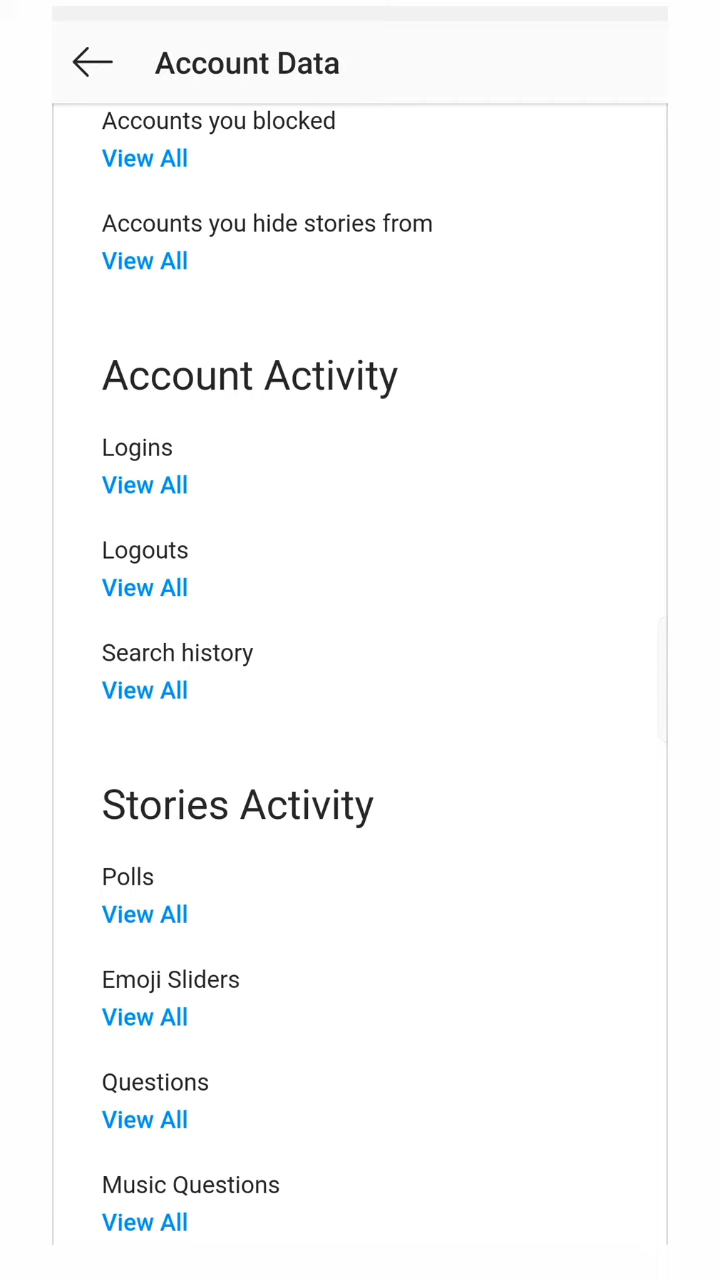 Account Data
Accounts you blocked
View All
Accounts you hide stories from
View All
Account Activity
Logins
View All
Logouts
View All
Search history
View All
Stories Activity
Polls
View All
Emoji Sliders
View All
Questions
View All
Music Questions
View All